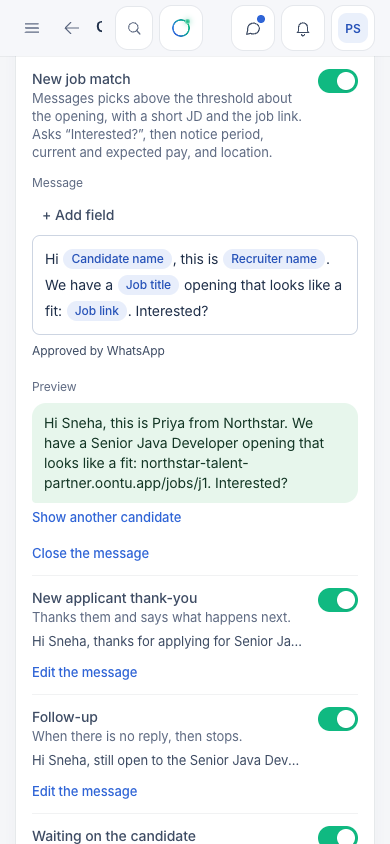 PS
New job match
Messages picks above the threshold about
the opening, with a short JD and the job link.
Asks “Interested?”, then notice period,
current and expected pay, and location.
Message
+ Add field
Hi Candidate name , this is Recruiter name .
We have a Job title opening that looks like a
fit: Job link . Interested?
Approved by WhatsApp
Preview
Hi Sneha, this is Priya from Northstar. We
have a Senior Java Developer opening that
looks like a fit: northstar-talent-
partner.oontu.app/jobs/j1. Interested?
Show another candidate
Close the message
New applicant thank-you
Thanks them and says what happens next.
Hi Sneha, thanks for applying for Senior Ja...
Edit the message
Follow-up
When there is no reply, then stops.
Hi Sneha, still open to the Senior Java Dev...
Edit the message
Waiting on the candidate